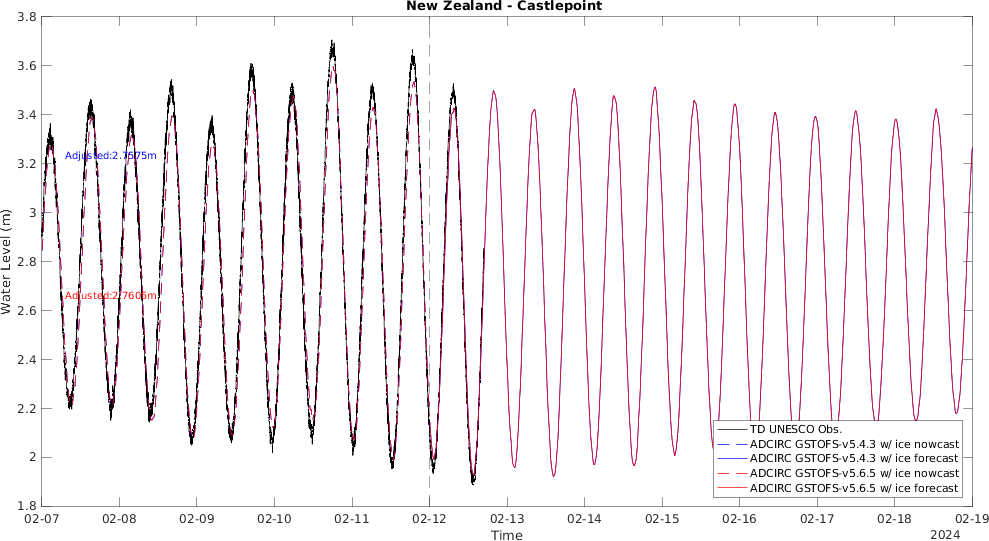 New Zealand - Castlepoint
3.8
3.6
3.4
3.2
3
2.8
2.6
2.4
2.2
2
1.8
Water Level (m)
Adjusted:2.7575m
Adjusted:2.7606m
TD UNESCO Obs.
ADCIRC GSTOFS-v5.4.3 w/ ice nowcast
ADCIRC GSTOFS-v5.4.3 w/ ice forecast
ADCIRC GSTOFS-v5.6.5 w/ ice nowcast
ADCIRC GSTOFS-v5.6.5 w/ ice forecast
02-07 02-08 02-09 02-10 02-11 02-12 02-13 02-14 02-15 02-16 02-17 02-18 02-19
Time
2024